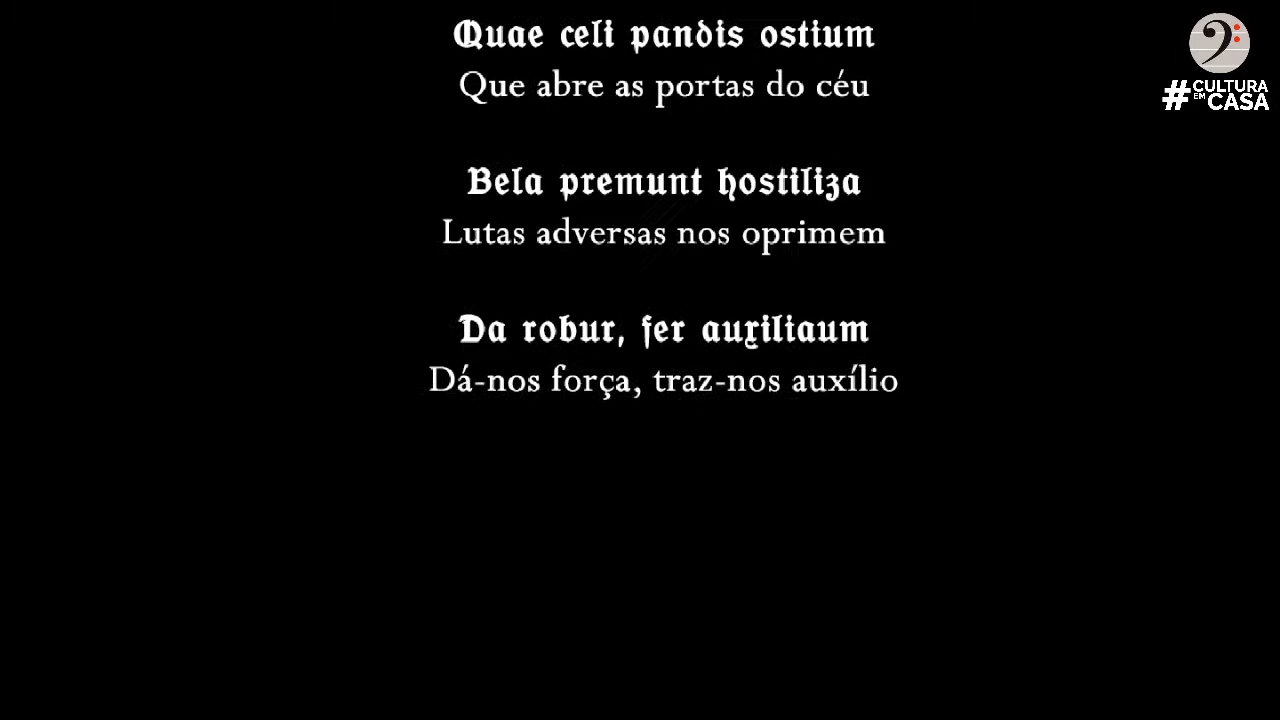 Quae celi pandis ostium
Que abre as portas do céu
Bela premunt hostiliza
Lutas adversas nos oprimem
Da robur, fer auxiliaum
Dá-nos força, traz-nos auxílio
#CULTURA
EM CASA